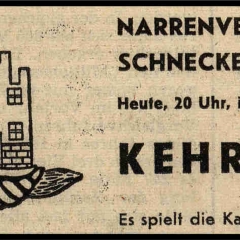 NARRENVE
SCHNECKE
Heute, 20 Uhr, i
KEHR
Es spielt die Ka